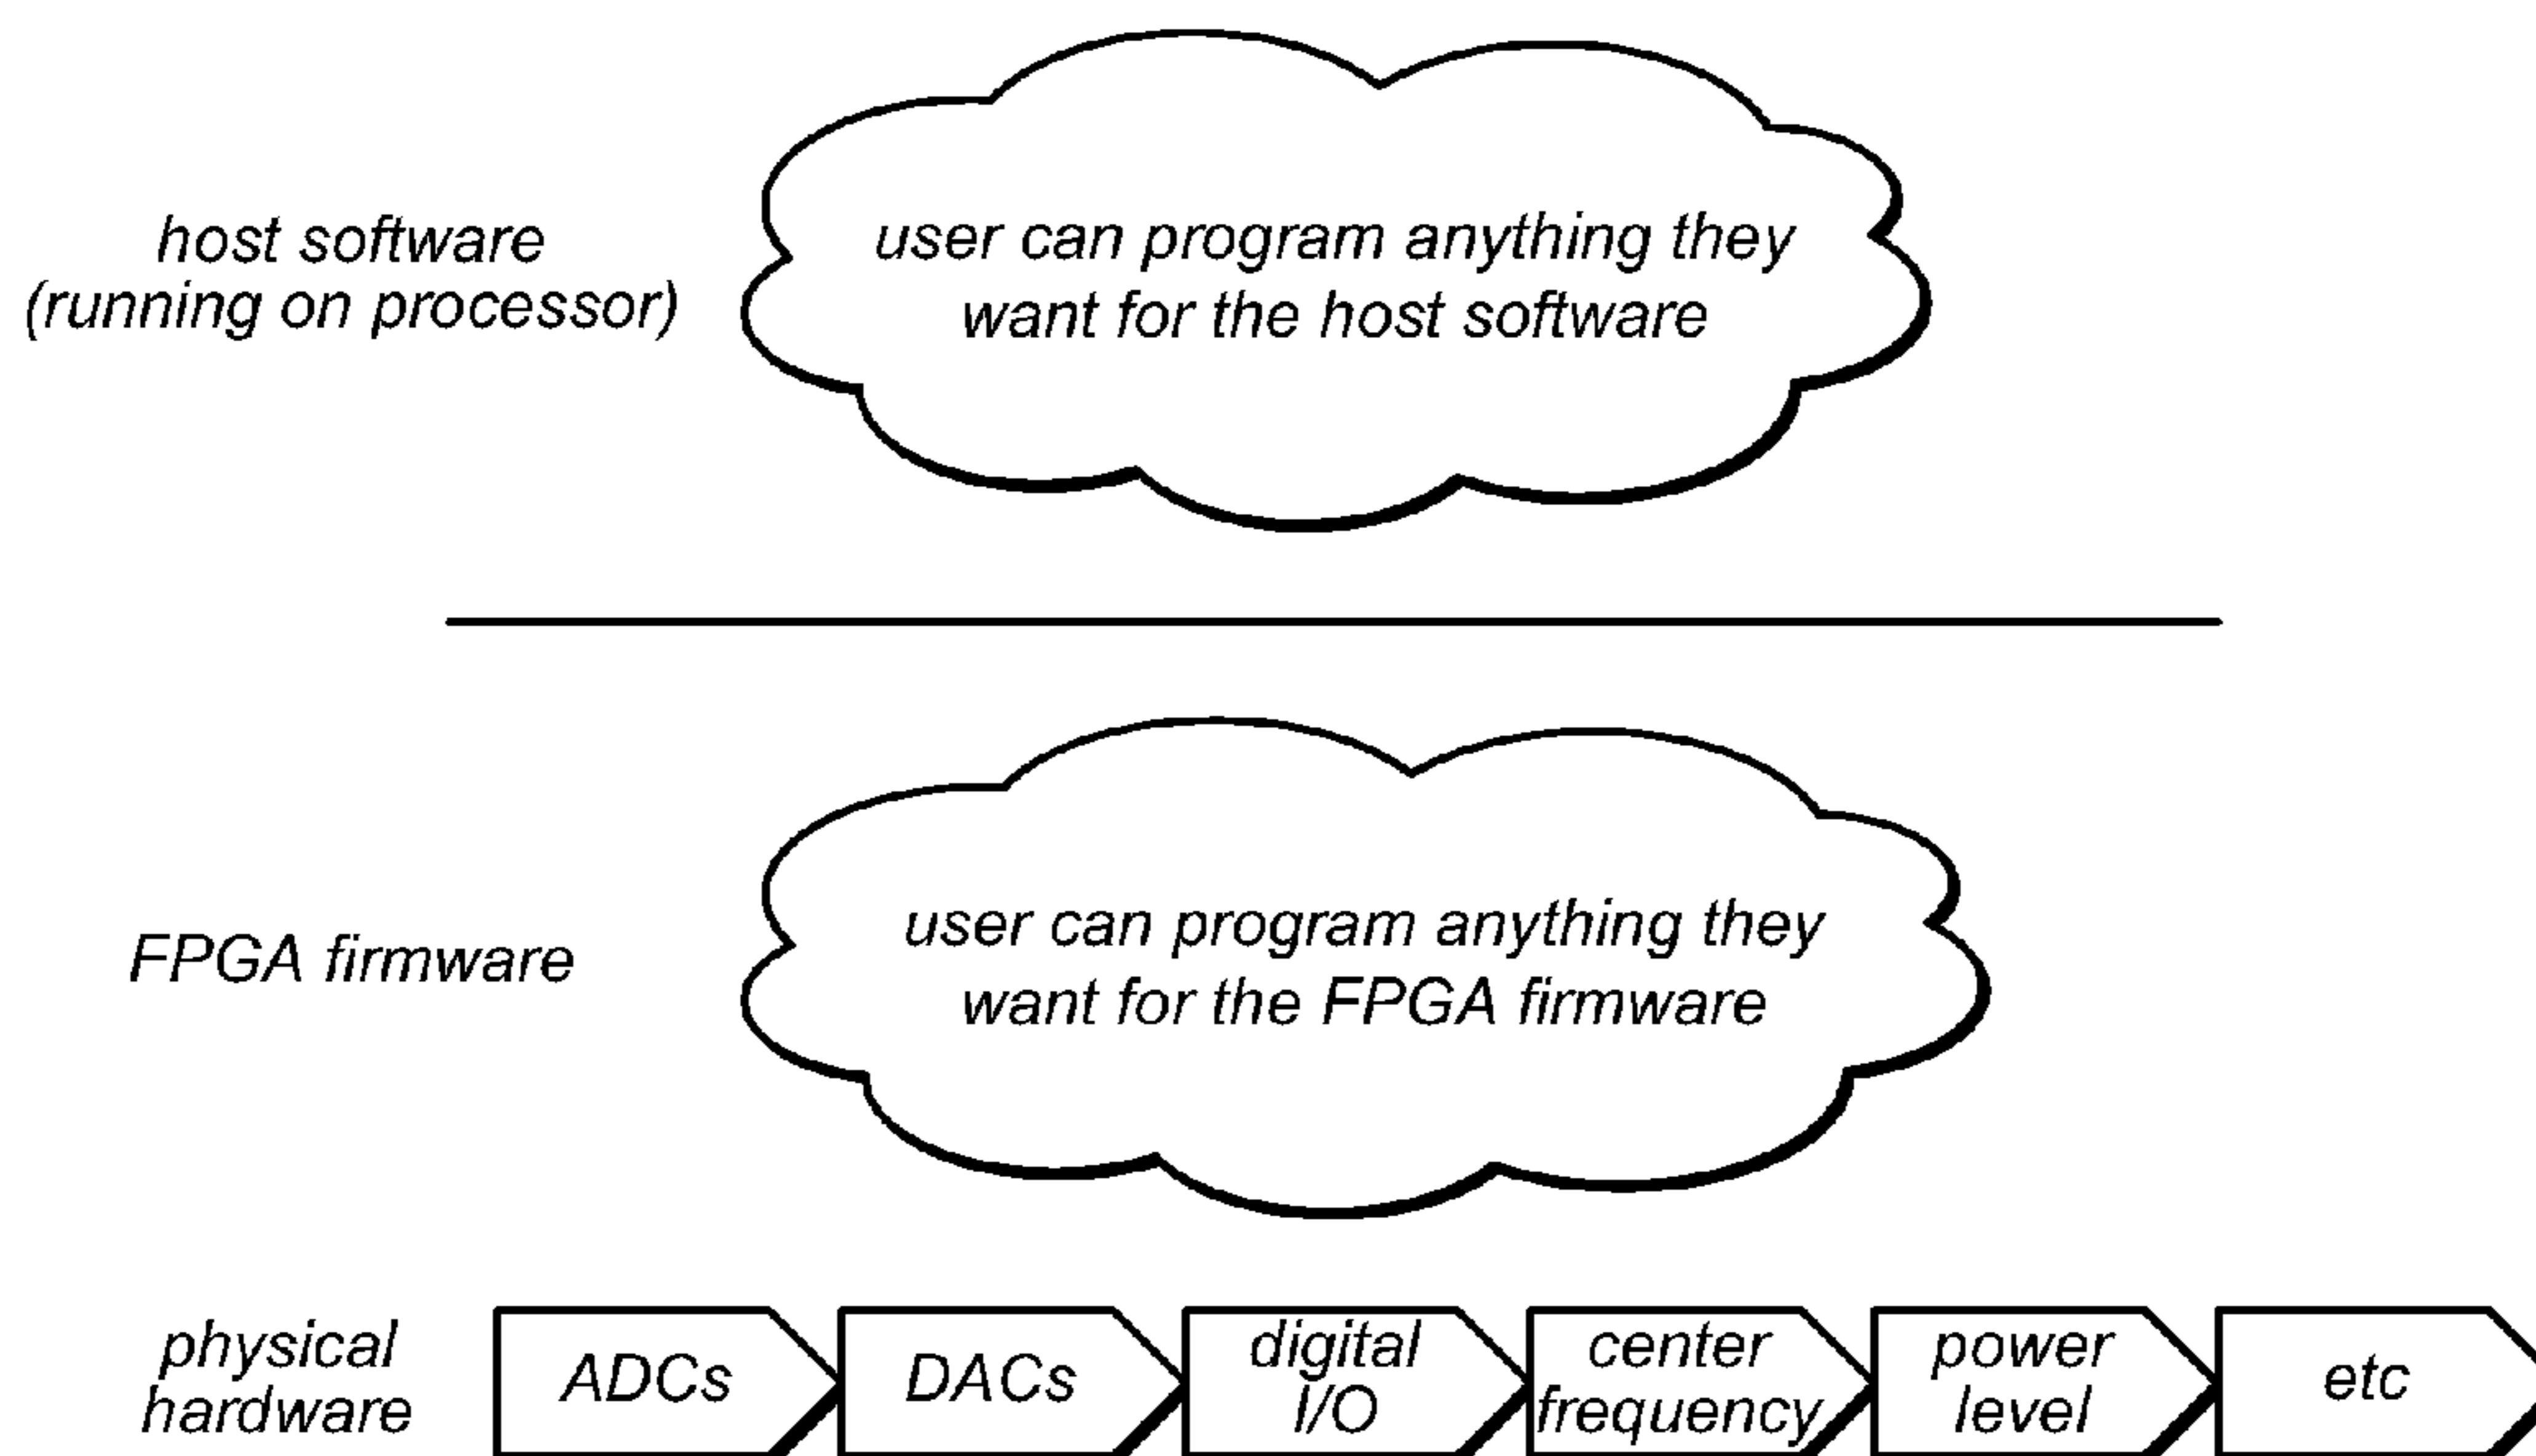 host software
(running on processor)
user can program anything they
want for the host software
FPGA firmware
user can program anything they
want for the FPGA firmware
physical
hardware
ADCs
DACs
digital
I/O
center
frequency
power
level
etc